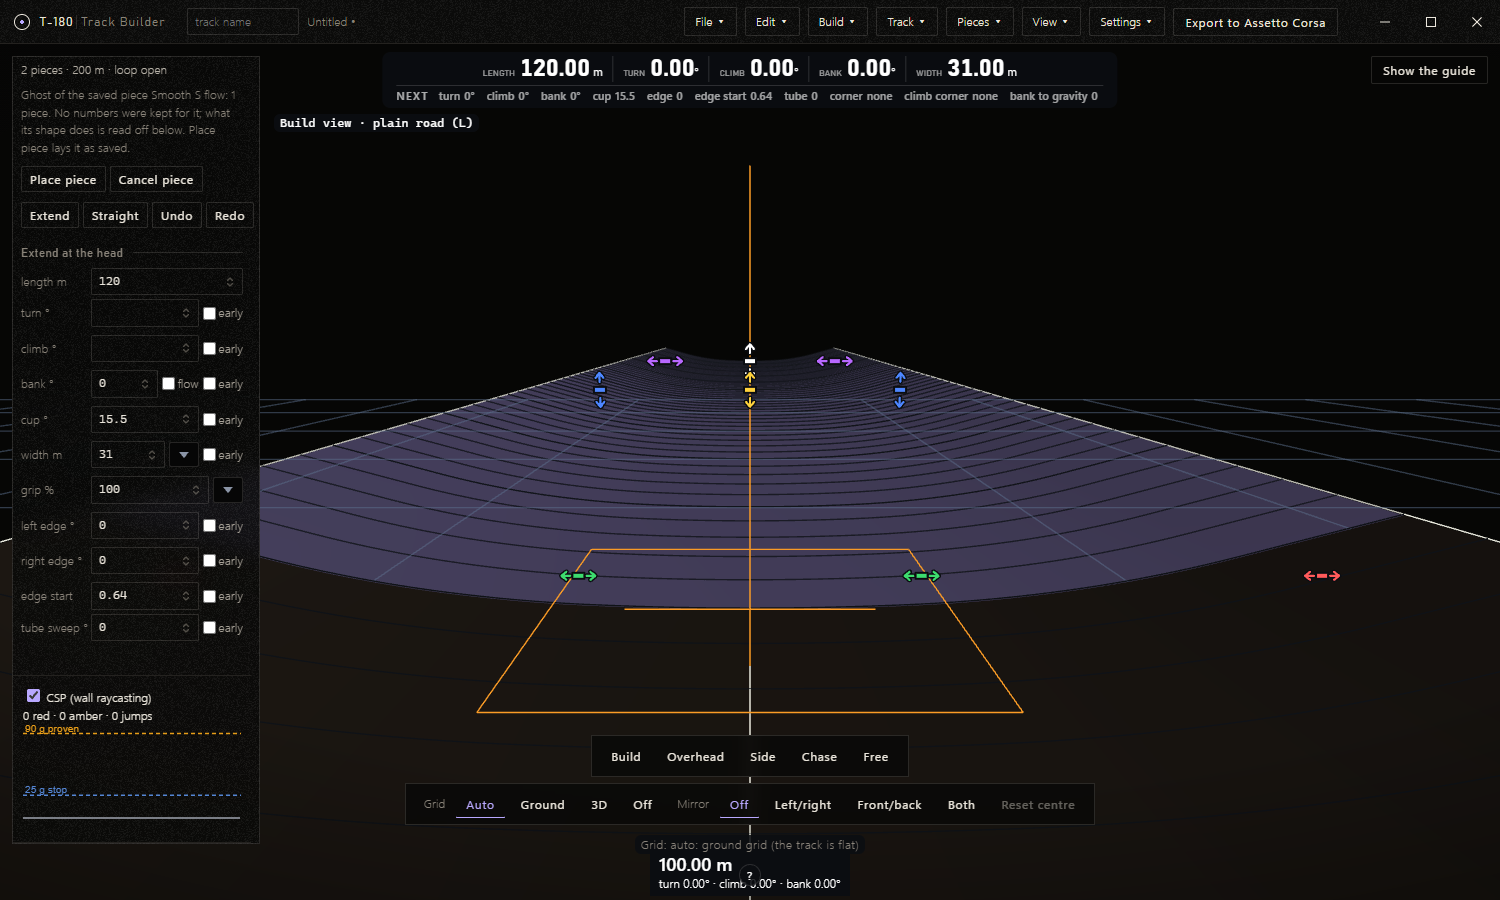 T-180 | Track Builder
track name
Untitled •
File ▾
Edit ▾
Build ▾
Track ▾
Pieces ▾
View ▾
Settings ▾
Export to Assetto Corsa
2 pieces · 200 m · loop open
Ghost of the saved piece Smooth S flow: 1
piece. No numbers were kept for it; what
its shape does is read off below. Place
piece lays it as saved.
Place piece
Cancel piece
Extend
Straight
Undo
Redo
Extend at the head
length m 120
turn ° early
climb ° early
bank ° 0 flow early
cup ° 15.5 early
width m 31 early
grip % 100
left edge ° 0 early
right edge ° 0 early
edge start 0.64 early
tube sweep ° 0 early
CSP (wall raycasting)
0 red · 0 amber · 0 jumps
90 g proven
25 g stop
LENGTH 120.00 m TURN 0.00° CLIMB 0.00° BANK 0.00° WIDTH 31.00 m
NEXT turn 0° climb 0° bank 0° cup 15.5 edge 0 edge start 0.64 tube 0 corner none climb corner none bank to gravity 0
Build view · plain road (L)
Show the guide
Build
Overhead
Side
Chase
Free
Grid Auto Ground 3D Off Mirror Off Left/right Front/back Both Reset centre
Grid: auto: ground grid (the track is flat)
100.00 m
?
turn 0.00° · climb 0.00° · bank 0.00°